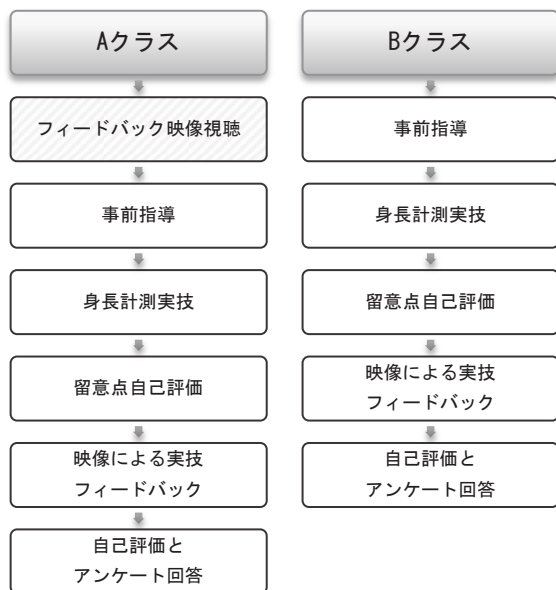 Aクラス
フィードバック映像視聴
事前指導
身長計測実技
留意点自己評価
映像による実技
フィードバック
自己評価と
アンケート回答
Bクラス
事前指導
身長計測実技
留意点自己評価
映像による実技
フィードバック
自己評価と
アンケート回答